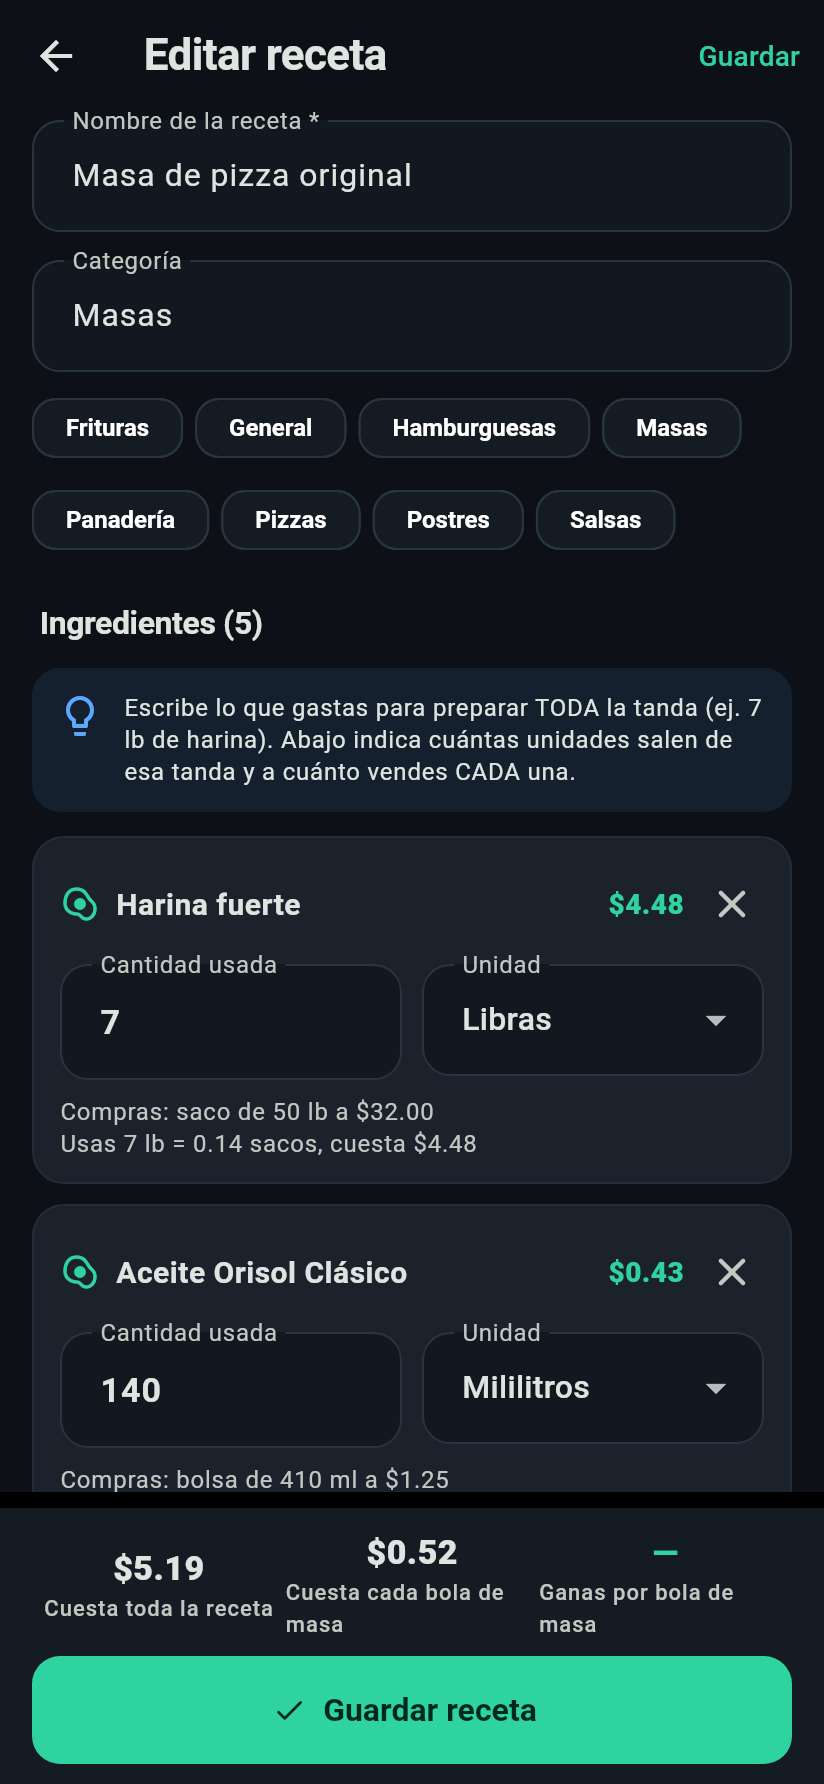 Editar receta
Guardar
Nombre de la receta *
Masa de pizza original
Categoría
Masas
Frituras
General
Hamburguesas
Masas
Panadería
Pizzas
Postres
Salsas
Ingredientes (5)
Escribe lo que gastas para preparar TODA la tanda (ej. 7
lb de harina). Abajo indica cuántas unidades salen de
esa tanda y a cuánto vendes CADA una.
Harina fuerte
$4.48
Cantidad usada
7
Unidad
Libras
Compras: saco de 50 lb a $32.00
Usas 7 lb = 0.14 sacos, cuesta $4.48
Aceite Orisol Clásico
$0.43
Cantidad usada
140
Unidad
Mililitros
Compras: bolsa de 410 ml a $1.25
$5.19
Cuesta toda la receta
$0.52
Cuesta cada bola de
masa
–
Ganas por bola de
masa
Guardar receta